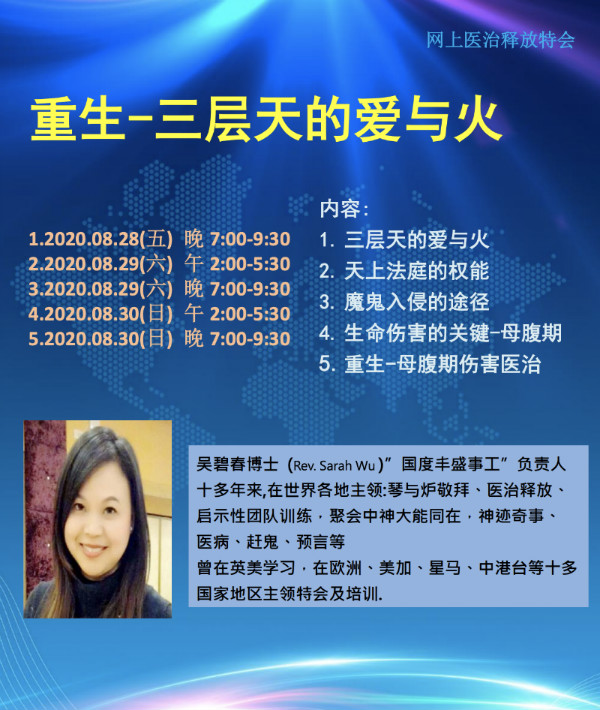 网上医治释放特会
重生-三层天的爱与火
1.2020.08.28(五) 晚 7:00-9:30
2.2020.08.29(六) 午 2:00-5:30
3.2020.08.29(六) 晚 7:00-9:30
4.2020.08.30(日) 午 2:00-5:30
5.2020.08.30(日) 晚 7:00-9:30
内容:
1. 三层天的爱与火
2. 天上法庭的权能
3. 魔鬼入侵的途径
4. 生命伤害的关键-母腹期
5. 重生-母腹期伤害医治
吴碧春博士 (Rev. Sarah Wu )”国度丰盛事工”负责人
十多年来,在世界各地主领:琴与炉敬拜、医治释放、
启示性团队训练，聚会中神大能同在，神迹奇事、
医病、赶鬼、预言等
曾在英美学习，在欧洲、美加、星马、中港台等十多
国家地区主领特会及培训.